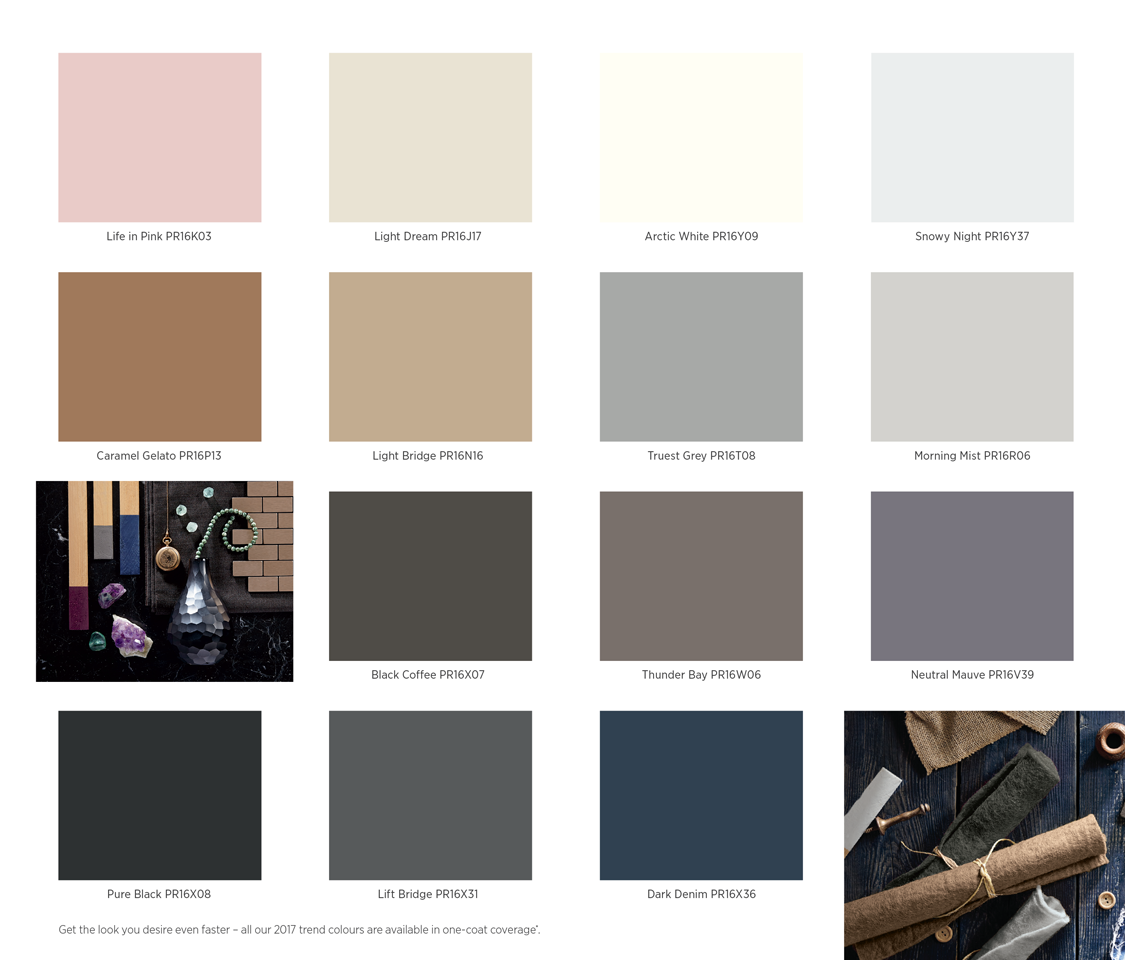 Life in Pink PR16K03
Light Dream PR16J17
Arctic White PR16Y09
Snowy Night PR16Y37
Caramel Gelato PR16P13
Light Bridge PR16N16
Truest Grey PR16T08
Morning Mist PR16R06
Black Coffee PR16X07
Thunder Bay PR16W06
Neutral Mauve PR16V39
Pure Black PR16X08
Lift Bridge PR16X31
Dark Denim PR16X36
Get the look you desire even faster – all our 2017 trend colours are available in one-coat coverage*.